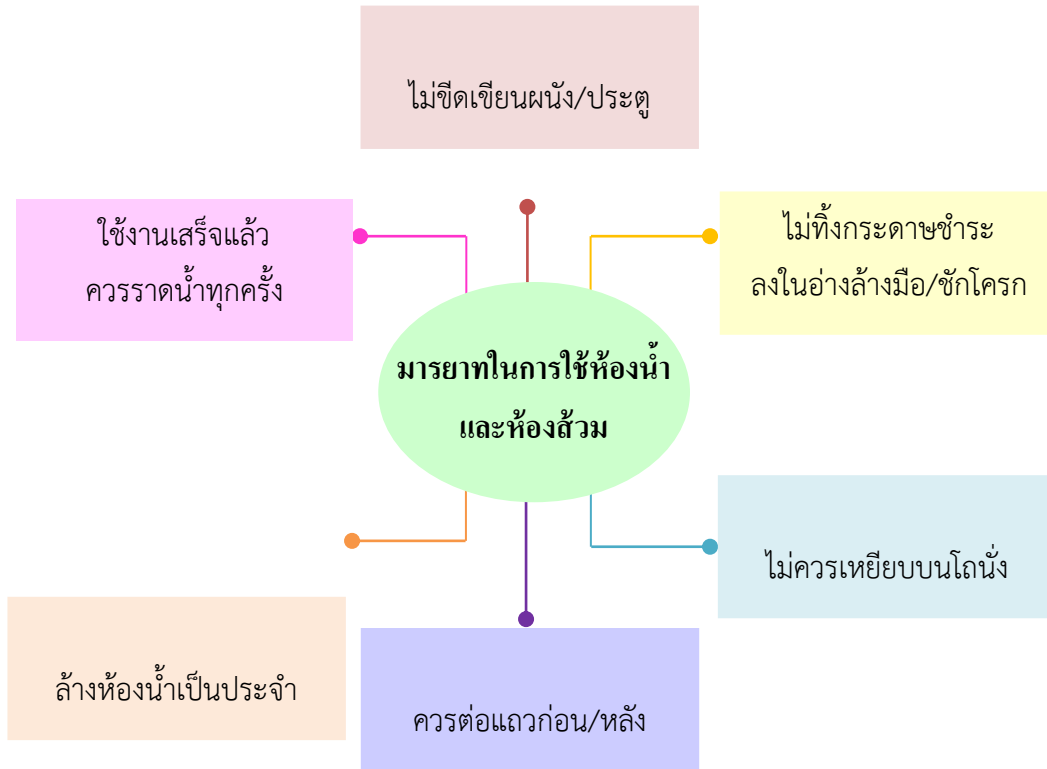 ไม่ขีดเขียนผนัง/ประตู
ใช้งานเสร็จแล้ว
ควรราดน้ำทุกครั้ง
ไม่ทิ้งกระดาษชำระ
ลงในอ่างล้างมือ/ชักโครก
มารยาทในการใช้ห้องน้ำ
และห้องส้วม
ไม่ควรเหยียบบนโถนั่ง
ล้างห้องน้ำเป็นประจำ
ควรต่อแถวก่อน/หลัง